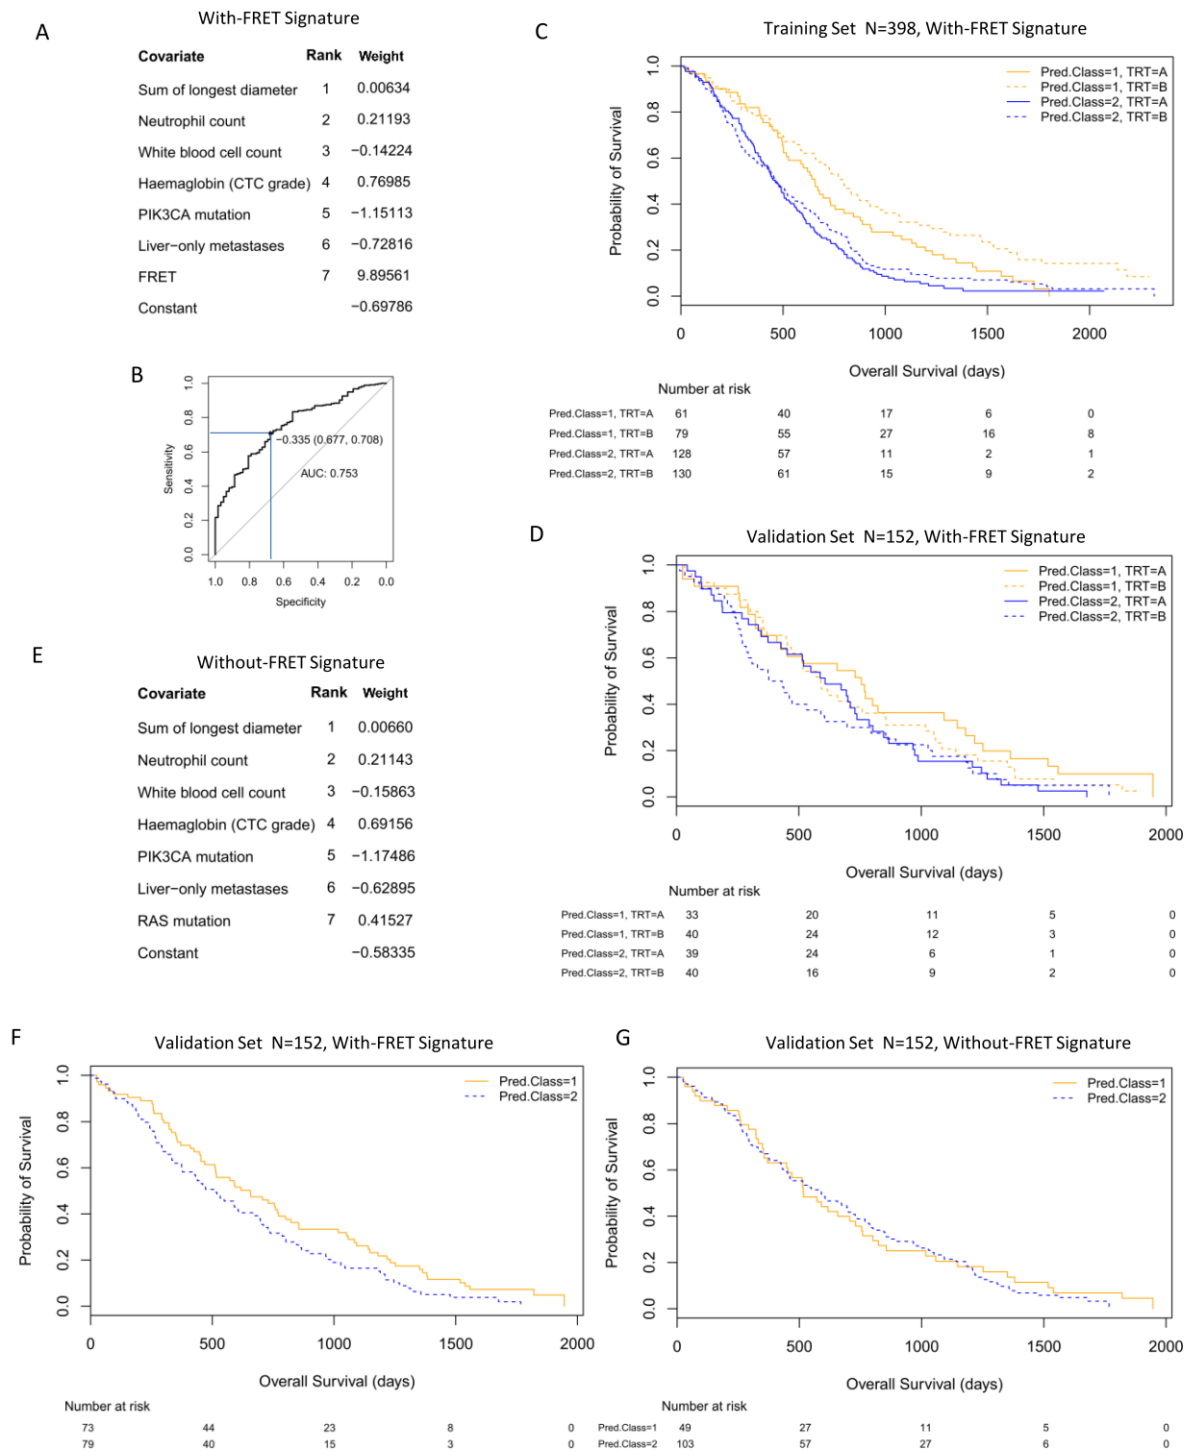 A
With-FRET Signature
Covariate Rank Weight
Sum of longest diameter 1 0.00634
Neutrophil count 2 0.21193
White blood cell count 3 −0.14224
Haemaglobin (CTC grade) 4 0.76985
PIK3CA mutation 5 −1.15113
Liver−only metastases 6 −0.72816
FRET 7 9.89561
Constant −0.69786
B
Sensitivity
1.0
0.8
0.6
0.4
0.2
0.0
−0.335 (0.677, 0.708)
AUC: 0.753
1.0 0.8 0.6 0.4 0.2 0.0
Specificity
C
Training Set N=398, With-FRET Signature
Probability of Survival
1.0
0.8
0.6
0.4
0.2
0.0
Pred.Class=1, TRT=A
Pred.Class=1, TRT=B
Pred.Class=2, TRT=A
Pred.Class=2, TRT=B
0 500 1000 1500 2000
Overall Survival (days)
Number at risk
Pred.Class=1, TRT=A 61 40 17 6 0
Pred.Class=1, TRT=B 79 55 27 16 8
Pred.Class=2, TRT=A 128 57 11 2 1
Pred.Class=2, TRT=B 130 61 15 9 2
D
Validation Set N=152, With-FRET Signature
Probability of Survival
1.0
0.8
0.6
0.4
0.2
0.0
Pred.Class=1, TRT=A
Pred.Class=1, TRT=B
Pred.Class=2, TRT=A
Pred.Class=2, TRT=B
0 500 1000 1500 2000
Overall Survival (days)
Number at risk
Pred.Class=1, TRT=A 33 20 11 5 0
Pred.Class=1, TRT=B 40 24 12 3 0
Pred.Class=2, TRT=A 39 24 6 1 0
Pred.Class=2, TRT=B 40 16 9 2 0
E
Without-FRET Signature
Covariate Rank Weight
Sum of longest diameter 1 0.00660
Neutrophil count 2 0.21143
White blood cell count 3 −0.15863
Haemaglobin (CTC grade) 4 0.69156
PIK3CA mutation 5 −1.17486
Liver−only metastases 6 −0.62895
RAS mutation 7 0.41527
Constant −0.58335
F
Validation Set N=152, With-FRET Signature
Probability of Survival
1.0
0.8
0.6
0.4
0.2
0.0
Pred.Class=1
Pred.Class=2
0 500 1000 1500 2000
Overall Survival (days)
Number at risk
73 44 23 8 0
79 40 15 3 0
G
Validation Set N=152, Without-FRET Signature
Probability of Survival
1.0
0.8
0.6
0.4
0.2
0.0
Pred.Class=1
Pred.Class=2
0 500 1000 1500 2000
Overall Survival (days)
Number at risk
Pred.Class=1 49 27 11 5 0
Pred.Class=2 103 57 27 6 0